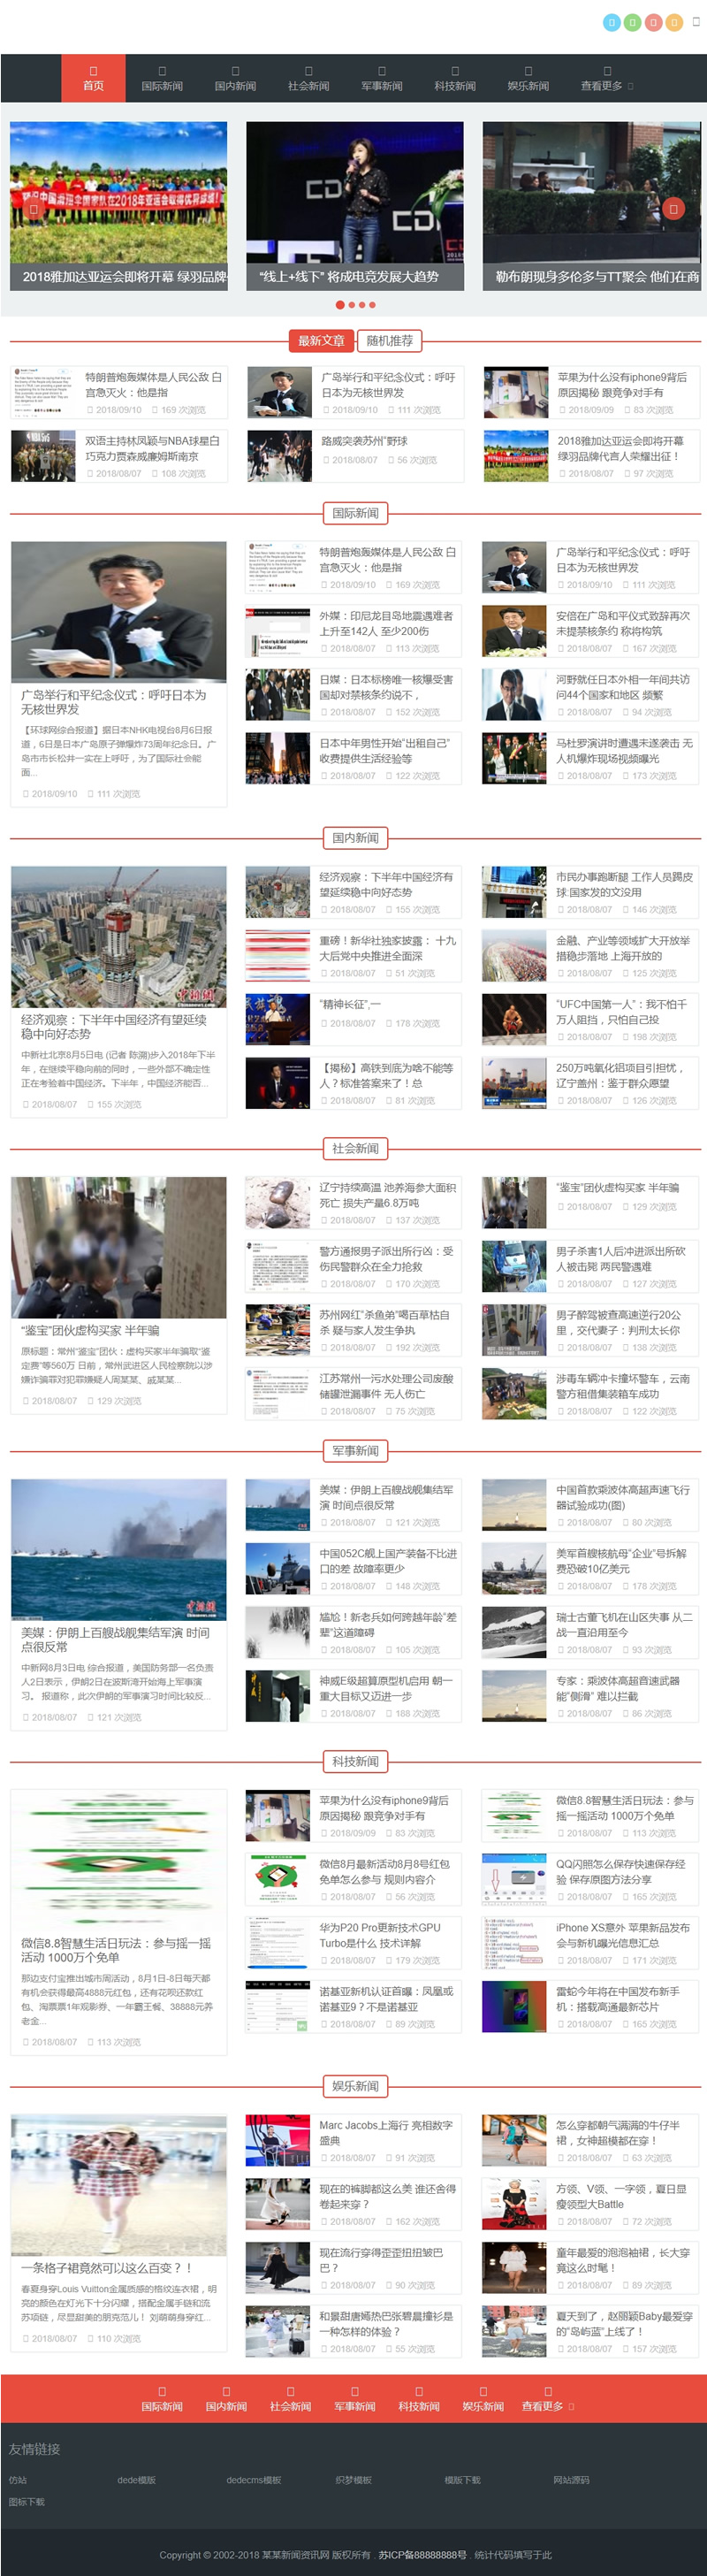 首页
国际新闻
国内新闻
社会新闻
军事新闻
科技新闻
娱乐新闻
查看更多
2018雅加达亚运会即将开幕 绿羽品牌
“线上+线下” 将成电竞发展大趋势
勒布朗现身多伦多与TT聚会 他们在商
最新文章
随机推荐
特朗普炮轰媒体是人民公敌 白
宫急灭火：他是指
2018/09/10 169 次浏览
广岛举行和平纪念仪式：呼吁
日本为无核世界发
2018/09/10 111 次浏览
苹果为什么没有iphone9背后
原因揭秘 跟竞争对手有
2018/09/09 83 次浏览
双语主持林凤颖与NBA球星白
巧克力贾森威廉姆斯南京
2018/08/07 108 次浏览
路威突袭苏州“野球
2018/08/07 56 次浏览
2018雅加达亚运会即将开幕
绿羽品牌代言人荣耀出征！
2018/08/07 97 次浏览
国际新闻
广岛举行和平纪念仪式：呼吁日本为
无核世界发
【环球网综合报道】据日本NHK电视台8月6日报
道，6日是日本广岛原子弹爆炸73周年纪念日。广
岛市市长松井一实在上呼吁，为了国际社会能
面...
2018/09/10 111 次浏览
特朗普炮轰媒体是人民公敌 白
宫急灭火：他是指
2018/09/10 169 次浏览
广岛举行和平纪念仪式：呼吁
日本为无核世界发
2018/09/10 111 次浏览
外媒：印尼龙目岛地震遇难者
上升至142人 至少200伤
2018/08/07 113 次浏览
安倍在广岛和平仪式致辞再次
未提禁核条约 称将构筑
2018/08/07 167 次浏览
日媒：日本标榜唯一核爆受害
国却对禁核条约说不，
2018/08/07 152 次浏览
河野就任日本外相一年间共访
问44个国家和地区 频繁
2018/08/07 94 次浏览
日本中年男性开始“出租自己”
收费提供生活经验等
2018/08/07 122 次浏览
马杜罗演讲时遭遇未遂袭击 无
人机爆炸现场视频曝光
2018/08/07 173 次浏览
国内新闻
经济观察：下半年中国经济有望延续
稳中向好态势
中新社北京8月5日电 (记者 陈溯)步入2018年下半
年，在继续平稳向前的同时，一些外部不确定性
正在考验着中国经济。下半年，中国经济能否...
2018/08/07 155 次浏览
经济观察：下半年中国经济有
望延续稳中向好态势
2018/08/07 155 次浏览
市民办事跑断腿 工作人员踢皮
球:国家发的文没用
2018/08/07 146 次浏览
重磅！新华社独家披露： 十九
大后党中央推进全面深
2018/08/07 51 次浏览
金融、产业等领域扩大开放举
措稳步落地 上海开放的
2018/08/07 125 次浏览
“精神长征”,一
2018/08/07 178 次浏览
“UFC中国第一人”：我不怕千
万人阻挡，只怕自己投
2018/08/07 198 次浏览
【揭秘】高铁到底为啥不能等
人？标准答案来了！总
2018/08/07 81 次浏览
250万吨氧化铝项目引担忧，
辽宁盖州：鉴于群众愿望
2018/08/07 126 次浏览
社会新闻
“鉴宝”团伙虚构买家 半年骗
原标题：常州“鉴宝”团伙：虚构买家半年骗取“鉴
定费”等560万 日前，常州武进区人民检察院以涉
嫌诈骗罪对犯罪嫌疑人周某某、戚某某...
2018/08/07 129 次浏览
辽宁持续高温 池养海参大面积
死亡 损失产量6.8万吨
2018/08/07 137 次浏览
“鉴宝”团伙虚构买家 半年骗
2018/08/07 129 次浏览
警方通报男子派出所行凶：受
伤民警群众在全力抢救
2018/08/07 170 次浏览
男子杀害1人后冲进派出所砍
人被击毙 两民警遇难
2018/08/07 127 次浏览
苏州网红“杀鱼弟”喝百草枯自
杀 疑与家人发生争执
2018/08/07 192 次浏览
男子醉驾被查高速逆行20公
里，交代妻子：判刑太长你
2018/08/07 138 次浏览
江苏常州一污水处理公司废酸
储罐泄漏事件 无人伤亡
2018/08/07 75 次浏览
涉毒车辆冲卡撞坏警车，云南
警方租借集装箱车成功
2018/08/07 122 次浏览
军事新闻
美媒：伊朗上百艘战舰集结军演 时间
点很反常
中新网8月3日电 综合报道，美国防务部一名负责
人2日表示，伊朗2日在波斯湾开始海上军事演
习。 报道称，此次伊朗的军事演习时间比较反...
2018/08/07 121 次浏览
美媒：伊朗上百艘战舰集结军
演 时间点很反常
2018/08/07 121 次浏览
中国首款乘波体高超声速飞行
器试验成功(图)
2018/08/07 80 次浏览
中国052C舰上国产装备不比进
口的差 故障率更少
2018/08/07 148 次浏览
美军首艘核航母“企业”号拆解
费恐破10亿美元
2018/08/07 178 次浏览
尴尬！新老兵如何跨越年龄“差
辈”这道障碍
2018/08/07 105 次浏览
瑞士古董飞机在山区失事 从二
战一直沿用至今
2018/08/07 93 次浏览
神威E级超算原型机启用 朝一
重大目标又迈进一步
2018/08/07 188 次浏览
专家：乘波体高超音速武器
能“侧滑” 难以拦截
2018/08/07 86 次浏览
科技新闻
微信8.8智慧生活日玩法：参与摇一摇
活动 1000万个免单
那边支付宝推出城市周活动，8月1日-8日每天都
有机会获得最高4888元红包，还有花呗还款红
包、淘票票1年观影券、一年霸王餐、38888元养
老金...
2018/08/07 113 次浏览
苹果为什么没有iphone9背后
原因揭秘 跟竞争对手有
2018/09/09 83 次浏览
微信8.8智慧生活日玩法：参与
摇一摇活动 1000万个免单
2018/08/07 113 次浏览
微信8月最新活动8月8号红包
免单怎么参与 规则内容介
2018/08/07 56 次浏览
QQ闪照怎么保存快速保存经
验 保存原图方法分享
2018/08/07 165 次浏览
华为P20 Pro更新技术GPU
Turbo是什么 技术详解
2018/08/07 179 次浏览
iPhone XS意外 苹果新品发布
会与新机曝光信息汇总
2018/08/07 171 次浏览
诺基亚新机认证首曝：凤凰或
诺基亚9？不是诺基亚
2018/08/07 89 次浏览
雷蛇今年将在中国发布新手
机：搭载高通最新芯片
2018/08/07 165 次浏览
娱乐新闻
一条格子裙竟然可以这么百变？！
春夏身穿Louis Vuitton金属质感的格纹连衣裙，明
亮的颜色在灯光下十分闪耀，搭配金属手链和流
苏项链，尽显甜美的朋克范儿！ 刘萌萌身穿红...
2018/08/07 110 次浏览
Marc Jacobs上海行 亮相数字
盛典
2018/08/07 91 次浏览
怎么穿都朝气满满的牛仔半
裙，女神超模都在穿！
2018/08/07 63 次浏览
现在的裤脚都这么美 谁还舍得
卷起来穿？
2018/08/07 162 次浏览
方领、V领、一字领，夏日显
瘦领型大Battle
2018/08/07 72 次浏览
现在流行穿得歪歪扭扭皱巴
巴？
2018/08/07 90 次浏览
童年最爱的泡泡袖裙，长大穿
竟这么时髦！
2018/08/07 89 次浏览
和景甜唐嫣热巴张碧晨撞衫是
一种怎样的体验？
2018/08/07 55 次浏览
夏天到了，赵丽颖Baby最爱穿
的“岛屿蓝”上线了！
2018/08/07 157 次浏览
国际新闻
国内新闻
社会新闻
军事新闻
科技新闻
娱乐新闻
查看更多
友情链接
仿站
dede模版
dedecms模板
织梦模板
模版下载
网站源码
图标下载
Copyright © 2002-2018 某某新闻资讯网 版权所有 . 苏ICP备88888888号 . 统计代码填写于此